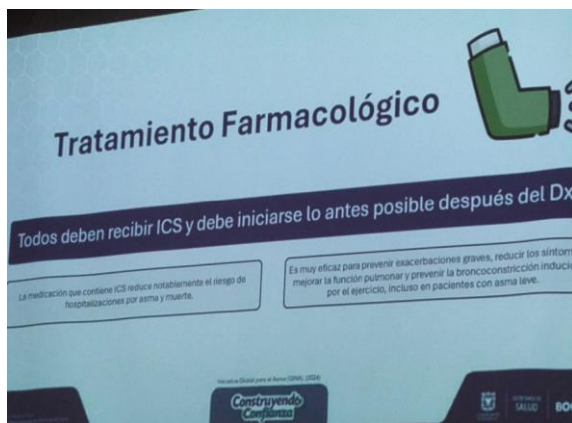 Tratamiento Farmacológico
Todos deben recibir ICS y debe iniciarse lo antes posible después del Dx
La medicación que contiene ICS reduce notablemente el riesgo de
hospitalizaciones por asma y muerte.
Es muy eficaz para prevenir exacerbaciones graves, reducir los síntom
mejorar la función pulmonar y prevenir la broncoconstricción induci
por el ejercicio, incluso en pacientes con asma leve.
Iniciativa Global para el Asma (GINA). (2024)
Construyendo
Confianza
SECRETARÍA DE
SALUD
BOG